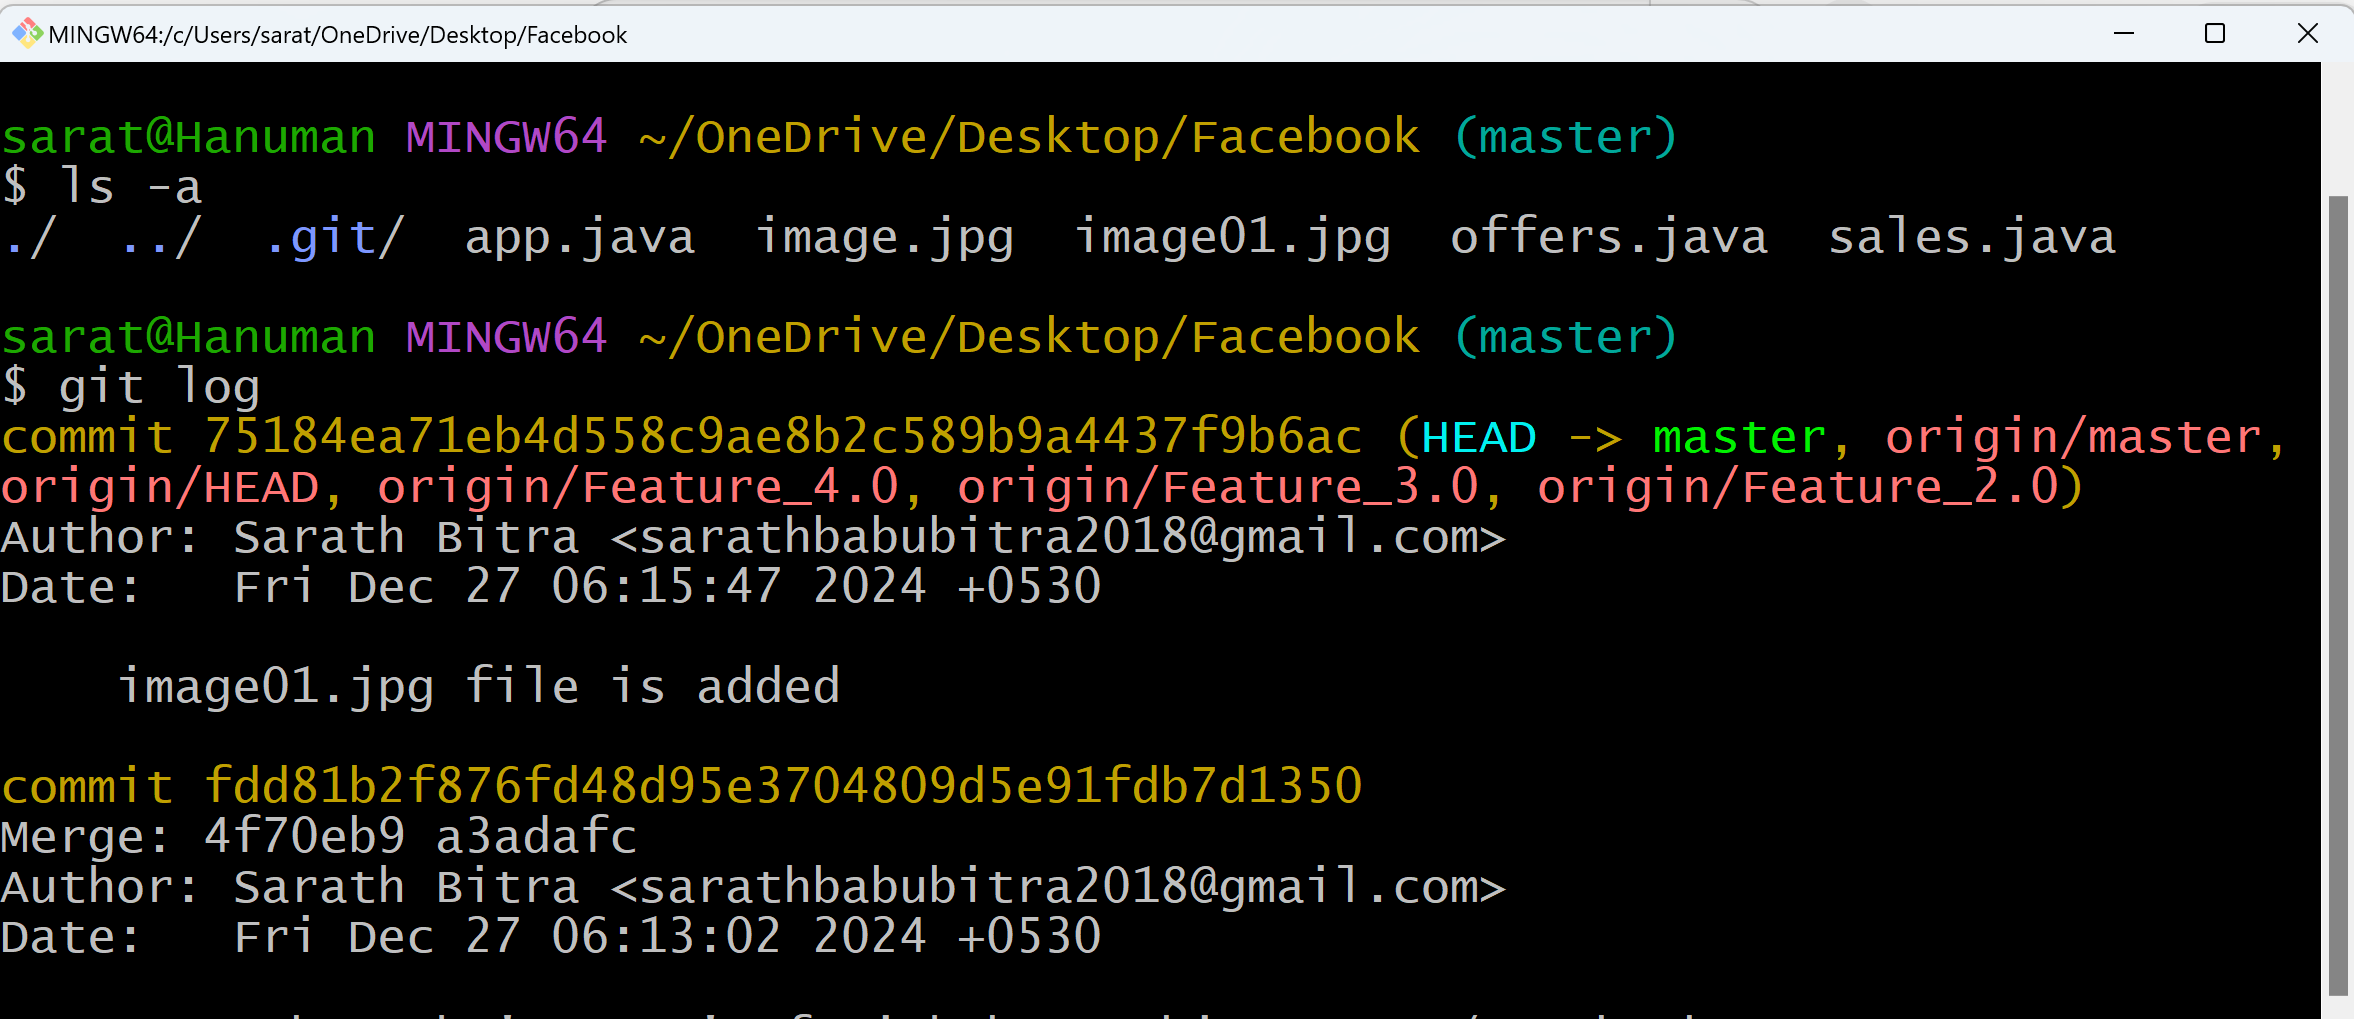 MINGW64:/c/Users/sarat/OneDrive/Desktop/Facebook
sarat@Hanuman MINGW64 ~/OneDrive/Desktop/Facebook (master)
$ ls -a
./  ../  .git/  app.java  image.jpg  image01.jpg  offers.java  sales.java
sarat@Hanuman MINGW64 ~/OneDrive/Desktop/Facebook (master)
$ git log
commit 75184ea71eb4d558c9ae8b2c589b9a4437f9b6ac (HEAD -> master, origin/master,
origin/HEAD, origin/Feature_4.0, origin/Feature_3.0, origin/Feature_2.0)
Author: Sarath Bitra <sarathbabubitra2018@gmail.com>
Date:   Fri Dec 27 06:15:47 2024 +0530
image01.jpg file is added
commit fdd81b2f876fd48d95e3704809d5e91fdb7d1350
Merge: 4f70eb9 a3adafc
Author: Sarath Bitra <sarathbabubitra2018@gmail.com>
Date:   Fri Dec 27 06:13:02 2024 +0530